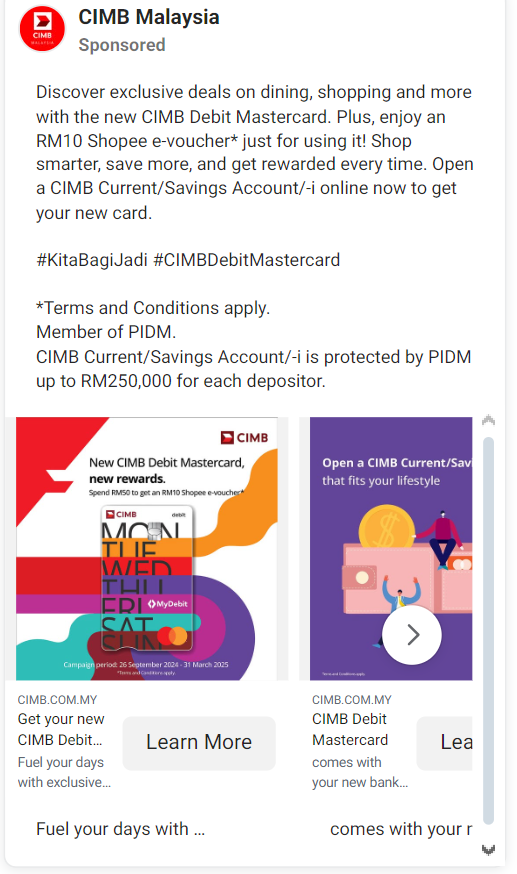 CIMB
MALAYSIA
CIMB Malaysia
Sponsored
Discover exclusive deals on dining, shopping and more
with the new CIMB Debit Mastercard. Plus, enjoy an
RM10 Shopee e-voucher* just for using it! Shop
smarter, save more, and get rewarded every time. Open
a CIMB Current/Savings Account/-i online now to get
your new card.
#KitaBagiJadi #CIMBDebitMastercard
*Terms and Conditions apply.
Member of PIDM.
CIMB Current/Savings Account/-i is protected by PIDM
up to RM250,000 for each depositor.
CIMB
New CIMB Debit Mastercard,
new rewards.
Spend RM50 to get an RM10 Shopee e-voucher*
CIMB debit
MON
TUE
WED
THU
FRI
MyDebit
SAT
SUN
Campaign period: 26 September 2024 - 31 March 2025
*Terms and Conditions apply
Open a CIMB Current/Sav
that fits your lifestyle
Terms and Conditions apply.
CIMB.COM.MY
Get your new
CIMB Debit...
Fuel your days
with exclusive...
Learn More
CIMB.COM.MY
CIMB Debit
Mastercard
comes with
your new bank...
Lea
Fuel your days with ...
comes with your r